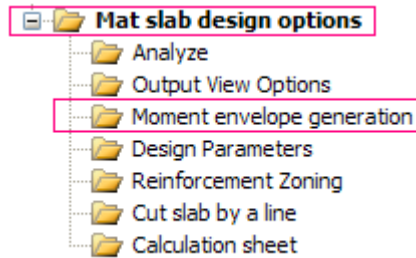 Mat slab design options
Analyze
Output View Options
Moment envelope generation
Design Parameters
Reinforcement Zoning
Cut slab by a line
Calculation sheet